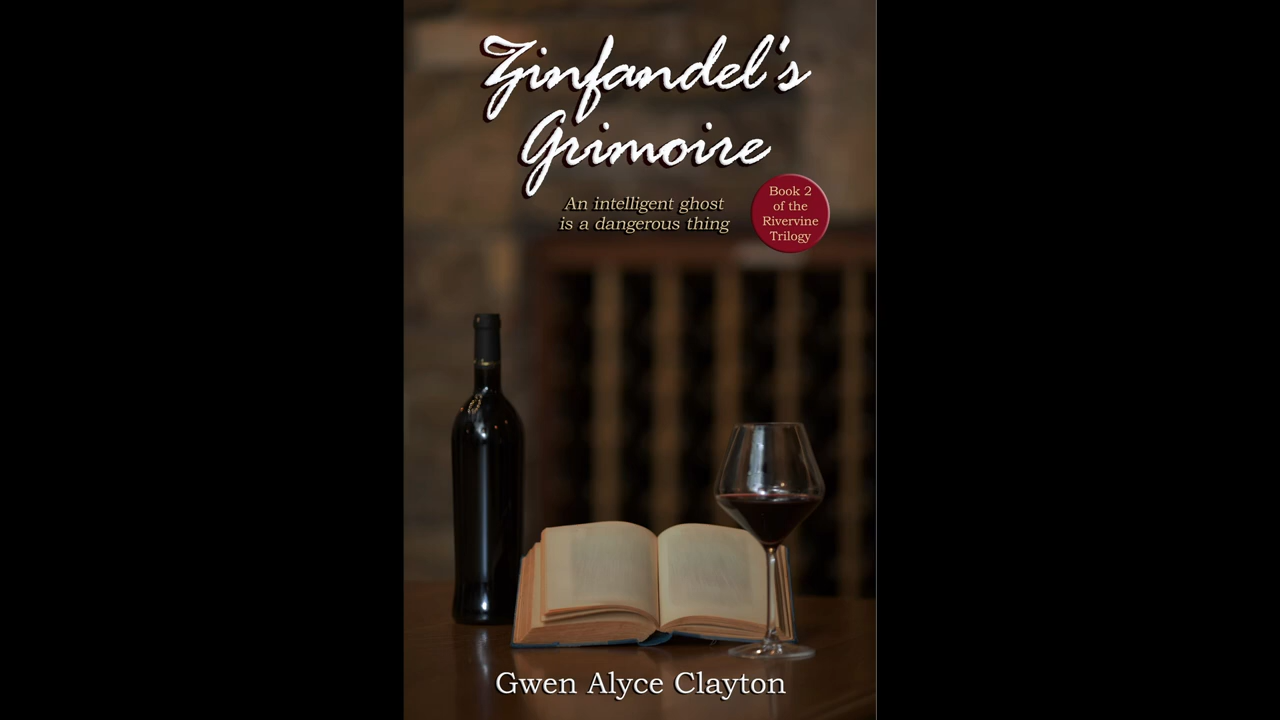 Zinfandel's
Grimoire
An intelligent ghost
is a dangerous thing
Book 2
of the
Rivervine
Trilogy
Gwen Alyce Clayton